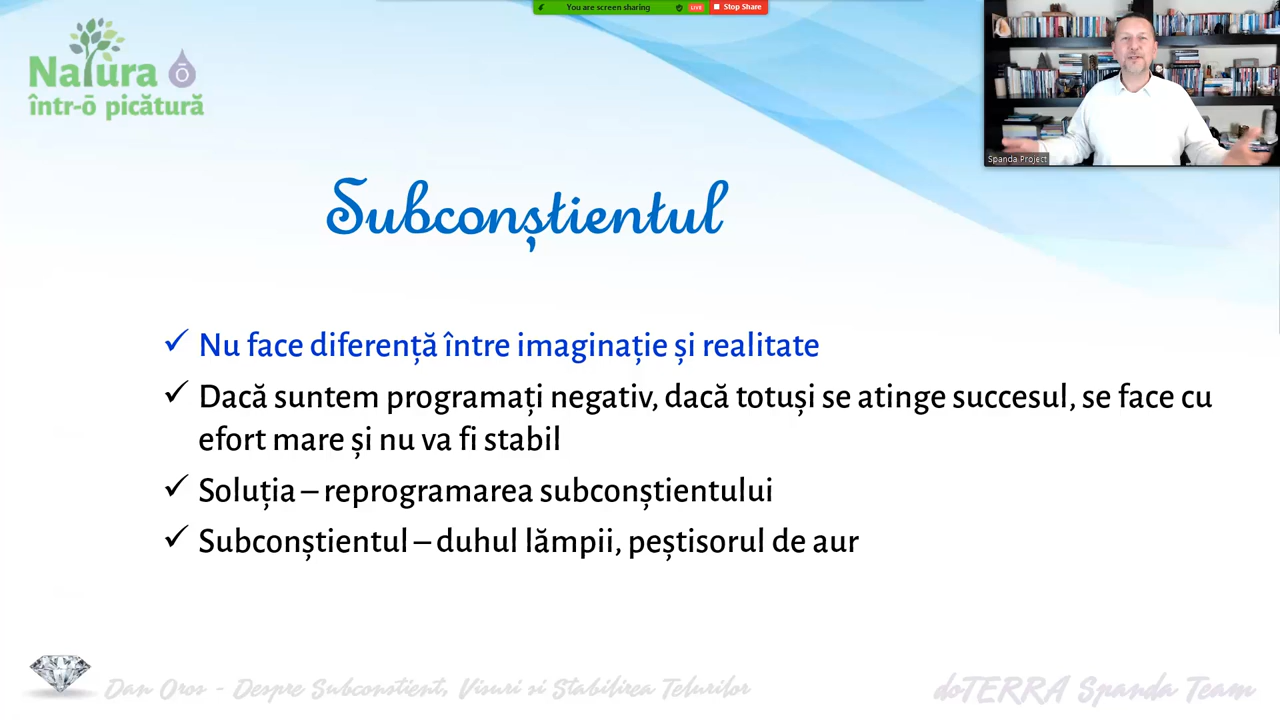 You are screen sharing
LIVE
Stop Share
Natura ō
într-ō picătură
Spanda Project
Subconștientul
✓ Nu face diferență între imaginație și realitate
✓ Dacă suntem programați negativ, dacă totuși se atinge succesul, se face cu
efort mare și nu va fi stabil
✓ Soluția – reprogramarea subconștientului
✓ Subconștientul – duhul lămpii, peștisorul de aur
Dan Oros - Despre Subconstient, Visuri si Stabilirea Telurilor
doTERRA Spanda Team